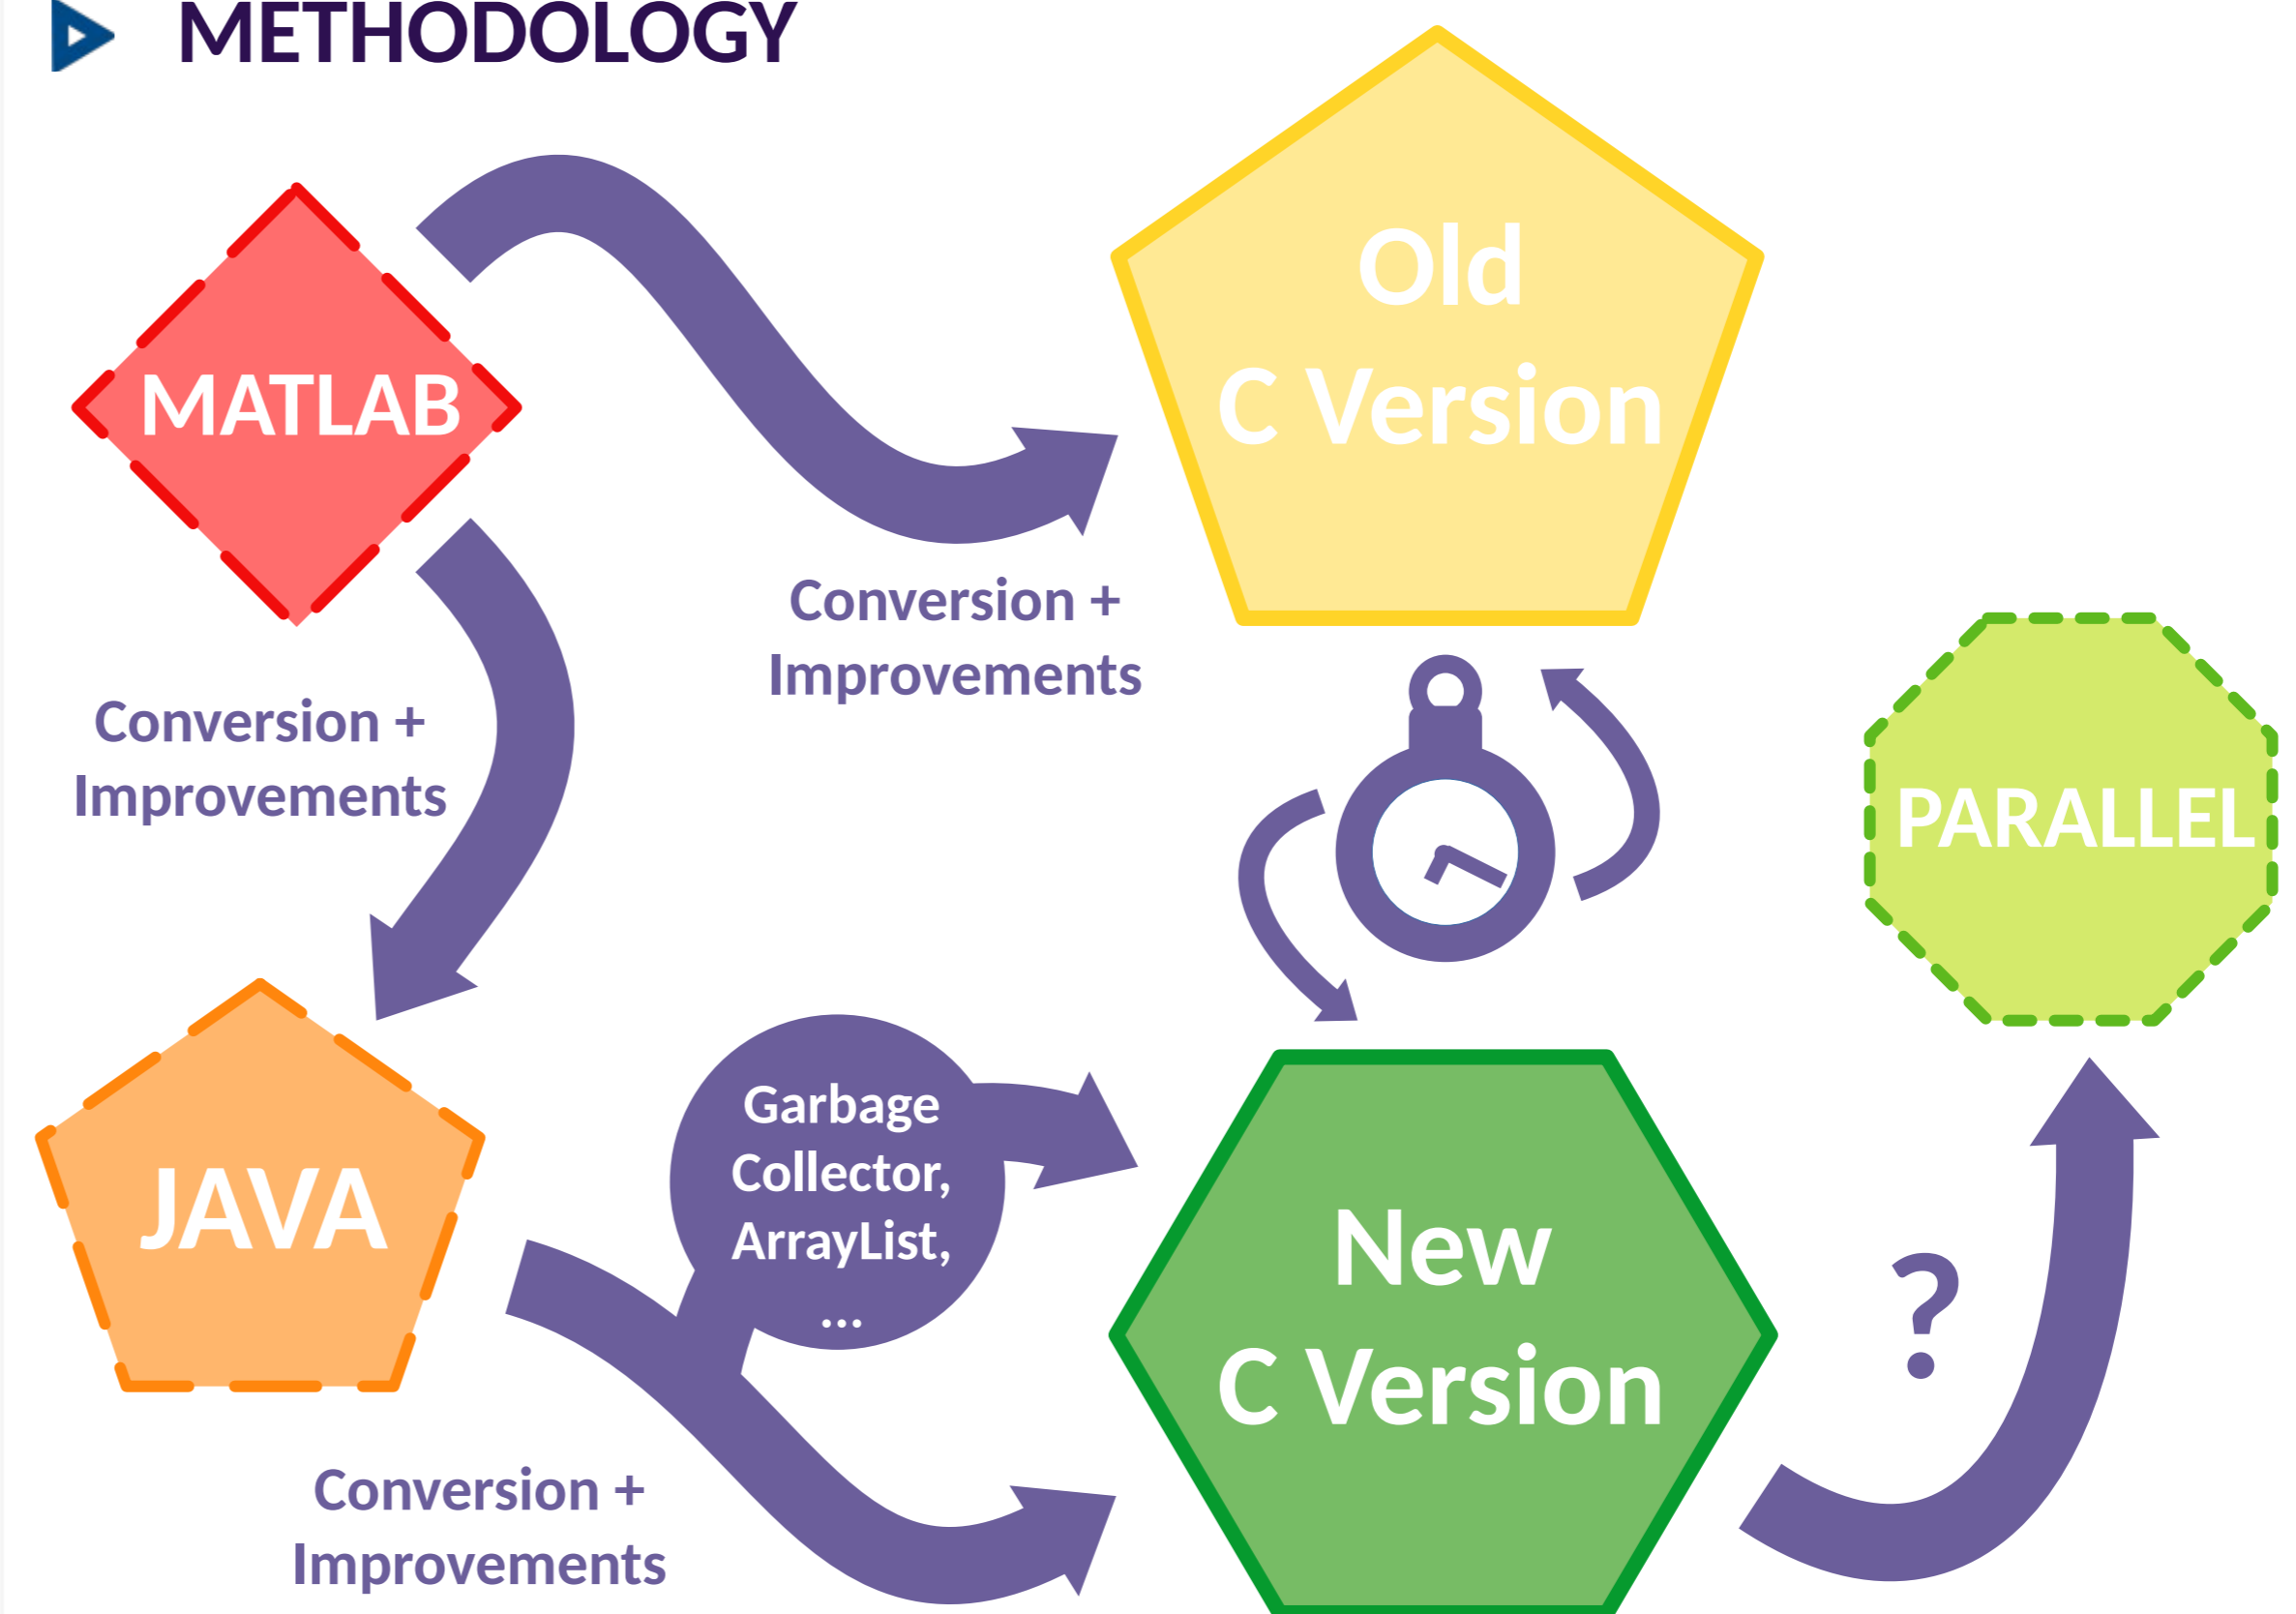 METHODOLOGY
MATLAB
Old
C Version
Conversion +
Improvements
Conversion +
Improvements
PARALLEL
JAVA
Garbage
Collector,
ArrayList,
...
New
C Version
?
Conversion +
Improvements